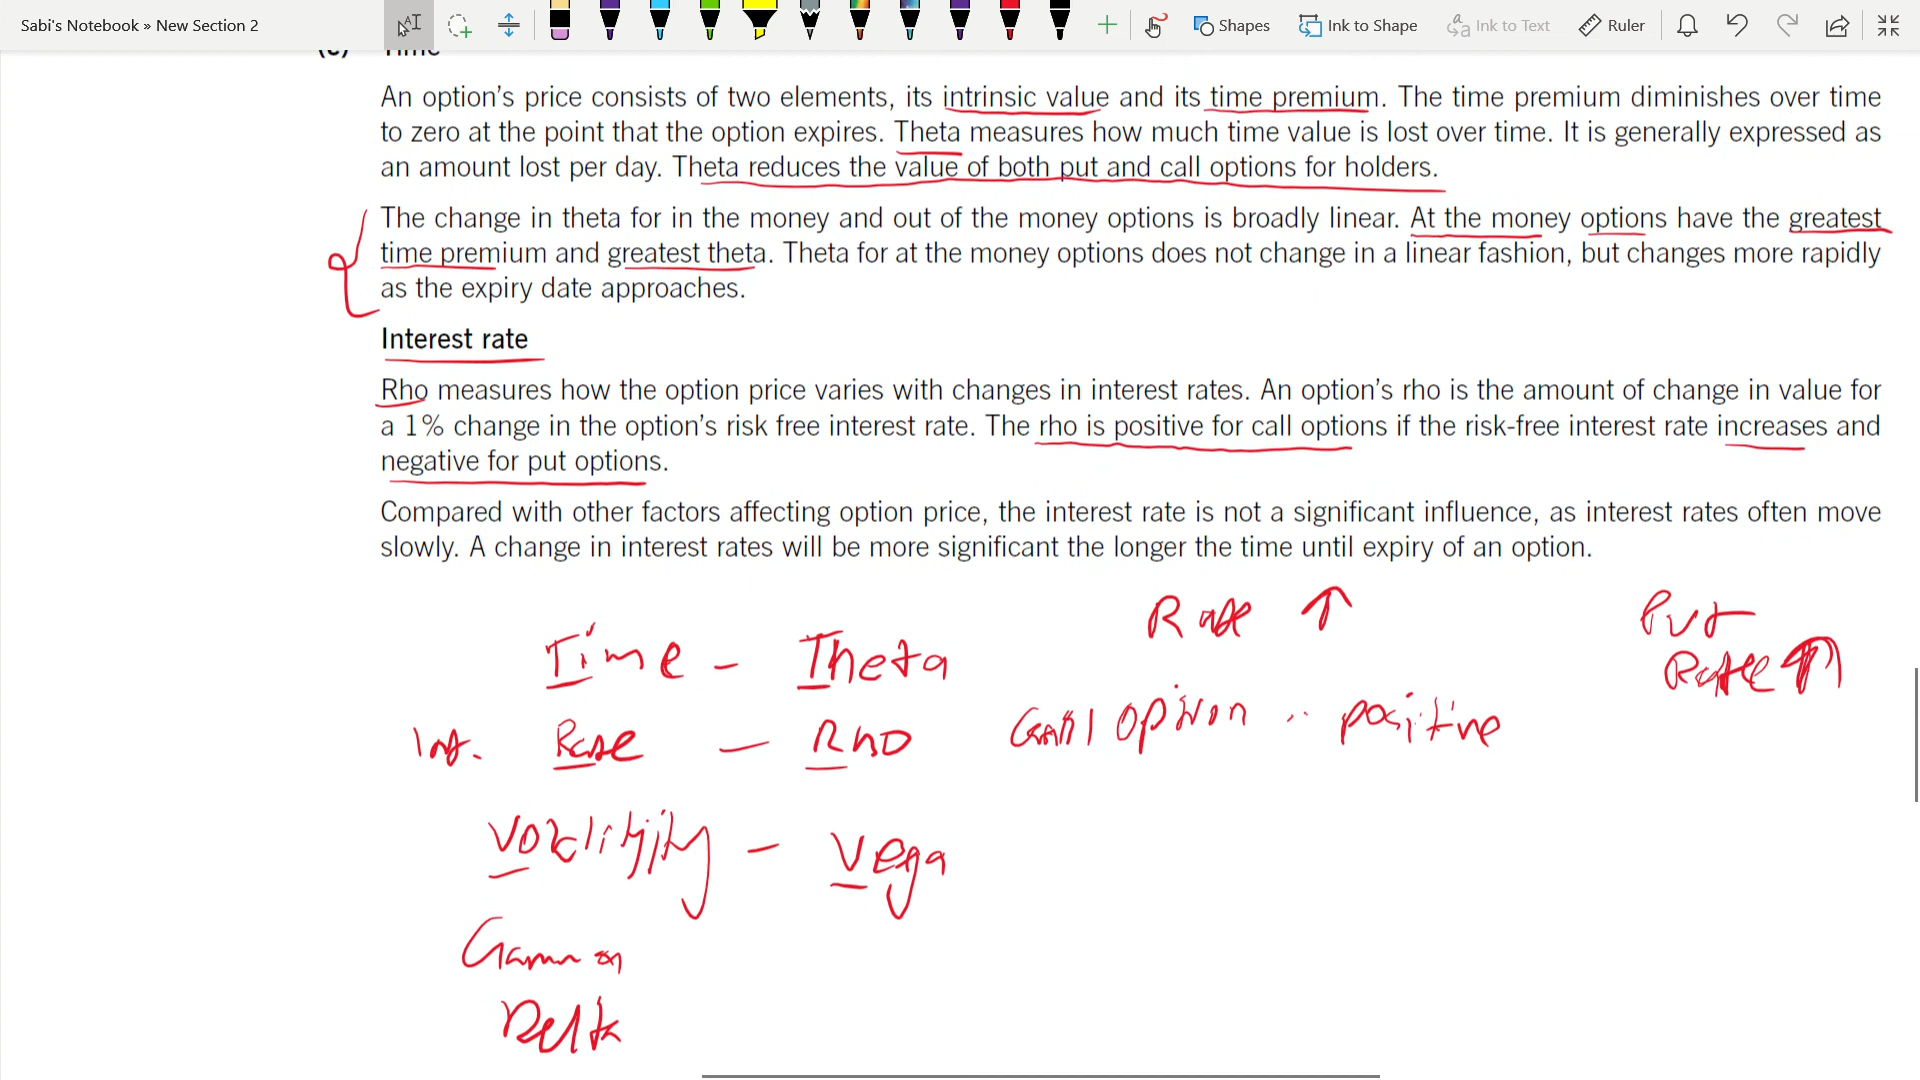 Sabi's Notebook » New Section 2
Shapes
Ink to Shape
Ink to Text
Ruler
(c) Time
An option's price consists of two elements, its intrinsic value and its time premium. The time premium diminishes over time
to zero at the point that the option expires. Theta measures how much time value is lost over time. It is generally expressed as
an amount lost per day. Theta reduces the value of both put and call options for holders.
The change in theta for in the money and out of the money options is broadly linear. At the money options have the greatest
time premium and greatest theta. Theta for at the money options does not change in a linear fashion, but changes more rapidly
as the expiry date approaches.
Interest rate
Rho measures how the option price varies with changes in interest rates. An option's rho is the amount of change in value for
a 1% change in the option's risk free interest rate. The rho is positive for call options if the risk-free interest rate increases and
negative for put options.
Compared with other factors affecting option price, the interest rate is not a significant influence, as interest rates often move
slowly. A change in interest rates will be more significant the longer the time until expiry of an option.
Rate ↑
Put
Rate ↑
Time – Theta
Call option .. positive
Int. Rate – Rho
– Vega
Delta